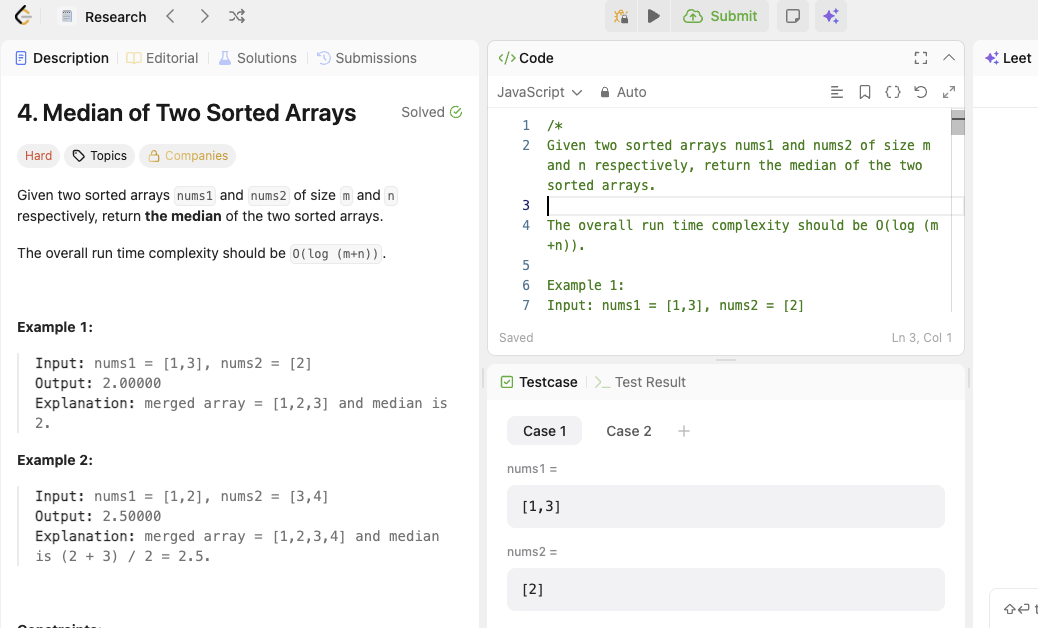 Research
Submit
Description
Editorial
Solutions
Submissions
4. Median of Two Sorted Arrays
Solved
Hard
Topics
Companies
Given two sorted arrays nums1 and nums2 of size m and n
respectively, return the median of the two sorted arrays.
The overall run time complexity should be O(log (m+n)).
Example 1:
Input: nums1 = [1,3], nums2 = [2]
Output: 2.00000
Explanation: merged array = [1,2,3] and median is
2.
Example 2:
Input: nums1 = [1,2], nums2 = [3,4]
Output: 2.50000
Explanation: merged array = [1,2,3,4] and median
is (2 + 3) / 2 = 2.5.
</> Code
JavaScript
Auto
1 /*
2 Given two sorted arrays nums1 and nums2 of size m
and n respectively, return the median of the two
sorted arrays.
3
4 The overall run time complexity should be O(log (m
+n)).
5
6 Example 1:
7 Input: nums1 = [1,3], nums2 = [2]
Saved
Ln 3, Col 1
Testcase
>_ Test Result
Case 1
Case 2
+
nums1 =
[1,3]
nums2 =
[2]
Leet